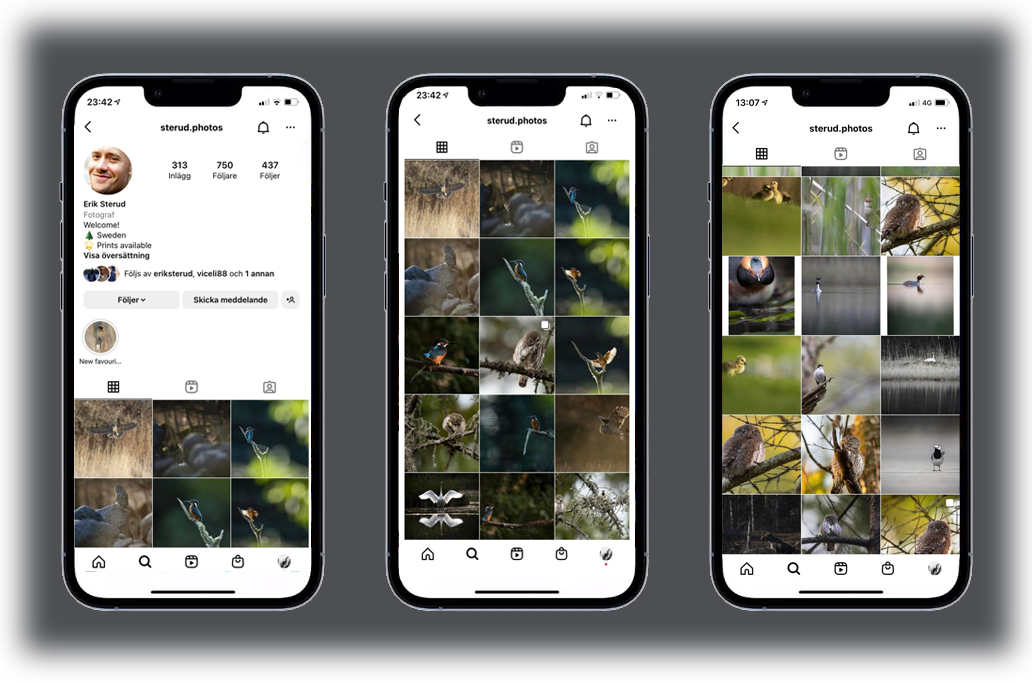 23:42
sterud.photos
313 750 437
Inlägg Följare Följer
Erik Sterud
Fotograf
Welcome!
🌲 Sweden
Prints available
Visa översättning
Följs av eriksterud, viceli88 och 1 annan
Följer
Skicka meddelande
New favouri...
23:42
sterud.photos
13:07 4G
sterud.photos